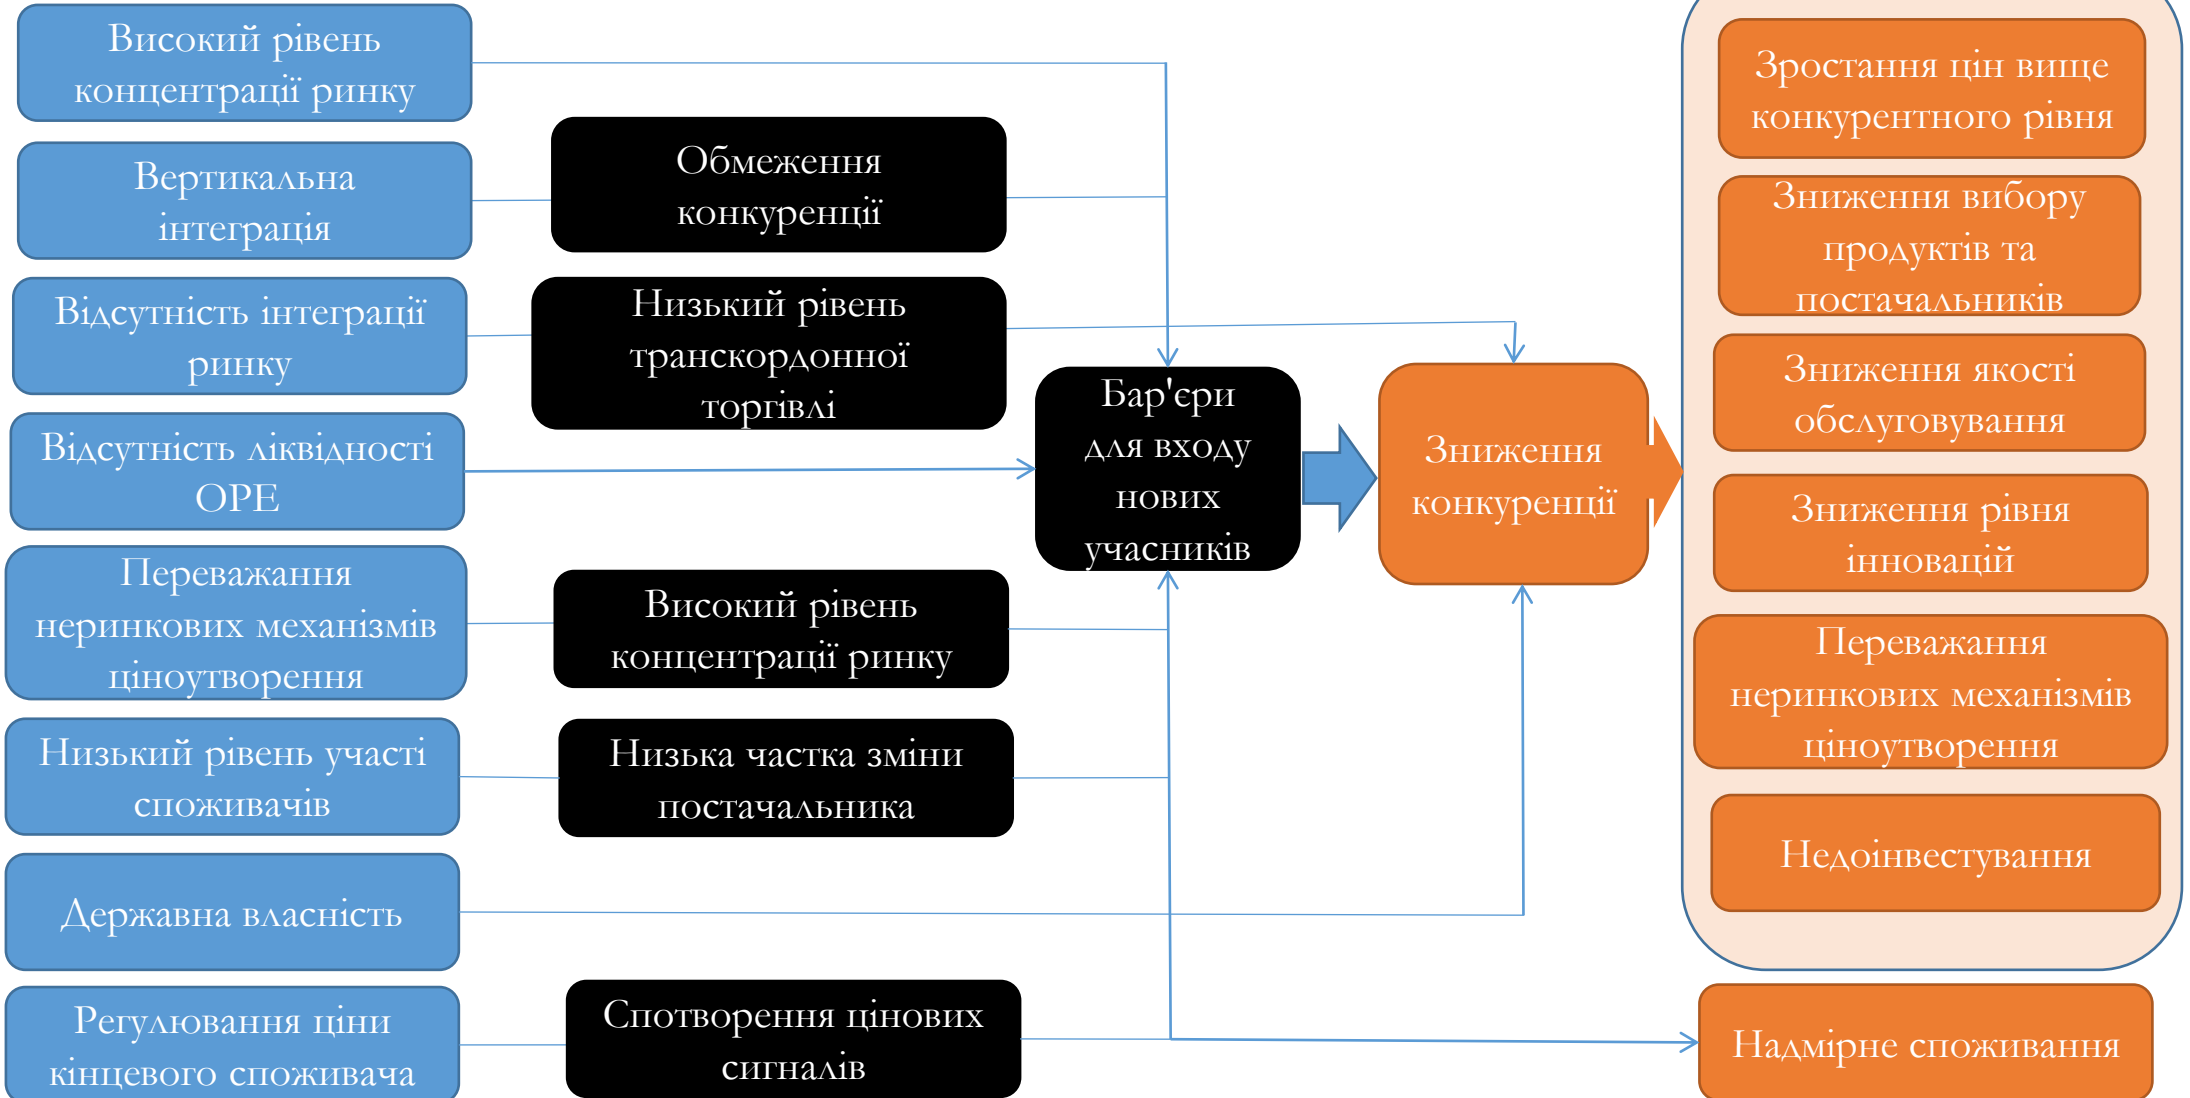 Високий рівень
концентрації ринку
Вертикальна
інтеграція
Відсутність інтеграції
ринку
Відсутність ліквідності
ОРЕ
Переважання
неринкових механізмів
ціноутворення
Низький рівень участі
споживачів
Державна власність
Регулювання ціни
кінцевого споживача
Обмеження
конкуренції
Низький рівень
транскордонної
торгівлі
Високий рівень
концентрації ринку
Низька частка зміни
постачальника
Спотворення цінових
сигналів
Бар'єри
для входу
нових
учасників
Зниження
конкуренції
Зростання цін вище
конкурентного рівня
Зниження вибору
продуктів та
постачальників
Зниження якості
обслуговування
Зниження рівня
інновацій
Переважання
неринкових механізмів
ціноутворення
Недоінвестування
Надмірне споживання